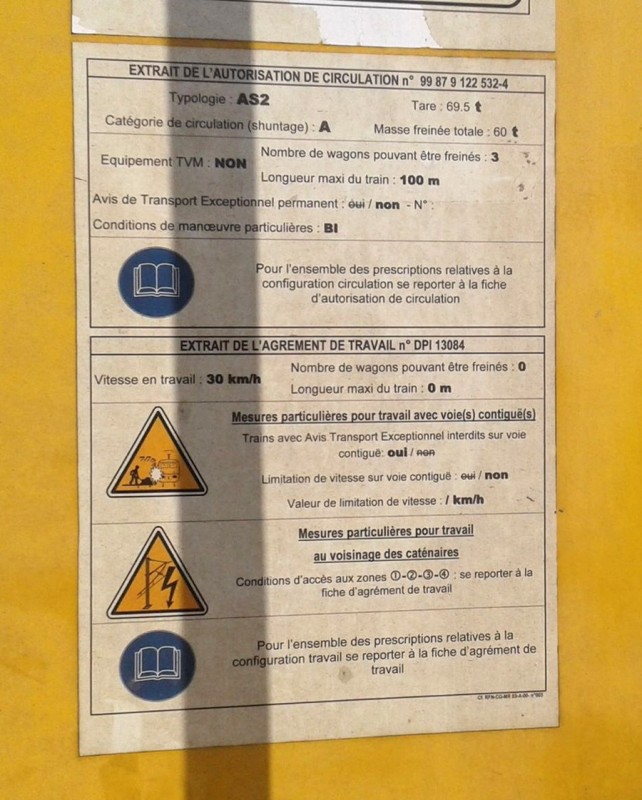 EXTRAIT DE L'AUTORISATION DE CIRCULATION n° 99 87 9 122 532-4
Typologie : AS2
Tare : 69.5 t
Catégorie de circulation (shuntage) : A
Masse freinée totale : 60 t
Equipement TVM : NON
Nombre de wagons pouvant être freinés : 3
Longueur maxi du train : 100 m
Avis de Transport Exceptionnel permanent : oui / non - N° :
Conditions de manœuvre particulières : BI
Pour l'ensemble des prescriptions relatives à la
configuration circulation se reporter à la fiche
d'autorisation de circulation
EXTRAIT DE L'AGREMENT DE TRAVAIL n° DPI 13084
Vitesse en travail : 30 km/h
Nombre de wagons pouvant être freinés : 0
Longueur maxi du train : 0 m
Mesures particulières pour travail avec voie(s) contiguë(s)
Trains avec Avis Transport Exceptionnel interdits sur voie
contiguë: oui / non
Limitation de vitesse sur voie contiguë : oui / non
Valeur de limitation de vitesse : / km/h
Mesures particulières pour travail
au voisinage des caténaires
Conditions d'accès aux zones ①-②-③-④ : se reporter à la
fiche d'agrément de travail
Pour l'ensemble des prescriptions relatives à la
configuration travail se reporter à la fiche d'agrément de
travail